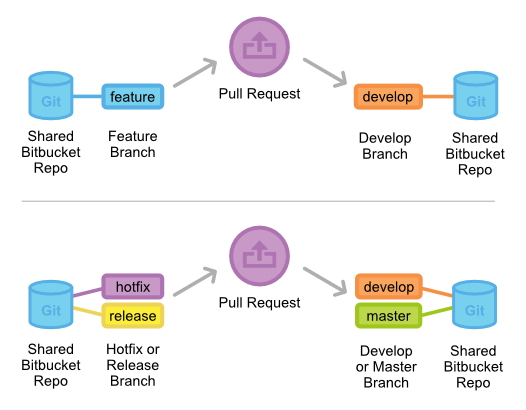 Pull Request
Git
feature
develop
Git
Shared
Bitbucket
Repo
Feature
Branch
Develop
Branch
Shared
Bitbucket
Repo
Pull Request
Git
hotfix
release
develop
master
Git
Shared
Bitbucket
Repo
Hotfix or
Release
Branch
Develop
or Master
Branch
Shared
Bitbucket
Repo